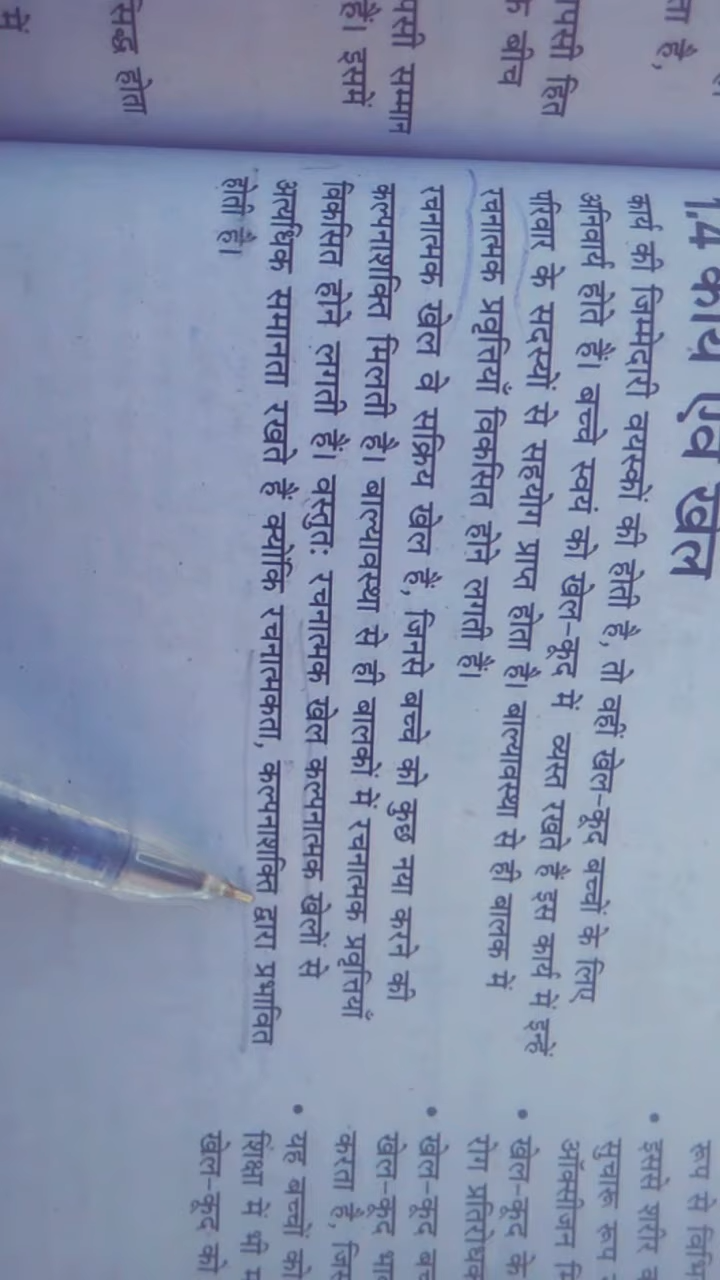 सिद्ध होता
में
पसी सम्मान
हैं। इसमें
पसी हित
के बीच
ता है,
1.4 कार्य एवं खेल
कार्य की जिम्मेदारी वयस्कों की होती है, तो वहीं खेल-कूद बच्चों के लिए
अनिवार्य होते हैं। बच्चे स्वयं को खेल-कूद में व्यस्त रखते हैं इस कार्य में इन्हें
परिवार के सदस्यों से सहयोग प्राप्त होता है। बाल्यावस्था से ही बालक में
रचनात्मक प्रवृत्तियाँ विकसित होने लगती हैं।
रचनात्मक खेल वे सक्रिय खेल हैं, जिनसे बच्चे को कुछ नया करने की
कल्पनाशक्ति मिलती है। बाल्यावस्था से ही बालकों में रचनात्मक प्रवृत्तियाँ
विकसित होने लगती हैं। वस्तुतः रचनात्मक खेल कल्पनात्मक खेलों से
अत्यधिक समानता रखते हैं क्योंकि रचनात्मकता, कल्पनाशक्ति द्वारा प्रभावित
होती है।
रूप से
• इससे शरीर
सुचारू रूप
ऑक्सीजन
• खेल-कूद के
रोग प्रतिरोधक
• खेल-कूद
खेल-कूद
करता है,
• यह बच्चों को
शिक्षा में भी
खेल-कूद को